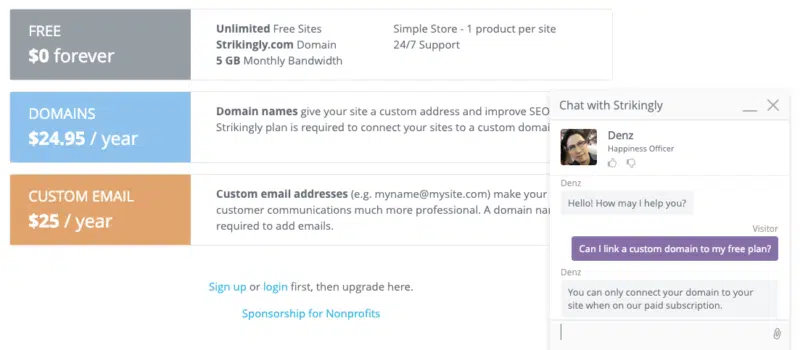 FREE
$0 forever
Unlimited Free Sites
Strikingly.com Domain
5 GB Monthly Bandwidth
Simple Store - 1 product per site
24/7 Support
DOMAINS
$24.95 / year
Domain names give your site a custom address and improve SEO
Strikingly plan is required to connect your sites to a custom
CUSTOM EMAIL
$25 / year
Custom email addresses (e.g. myname@mysite.com) make your
customer communications much more professional. A domain
required to add emails.
Sign up or login first, then upgrade here.
Sponsorship for Nonprofits
Chat with Strikingly
Denz
Happiness Officer
Denz
Hello! How may I help you?
Visitor
Can I link a custom domain to my free plan?
Denz
You can only connect your domain to your
site when on our paid subscription.